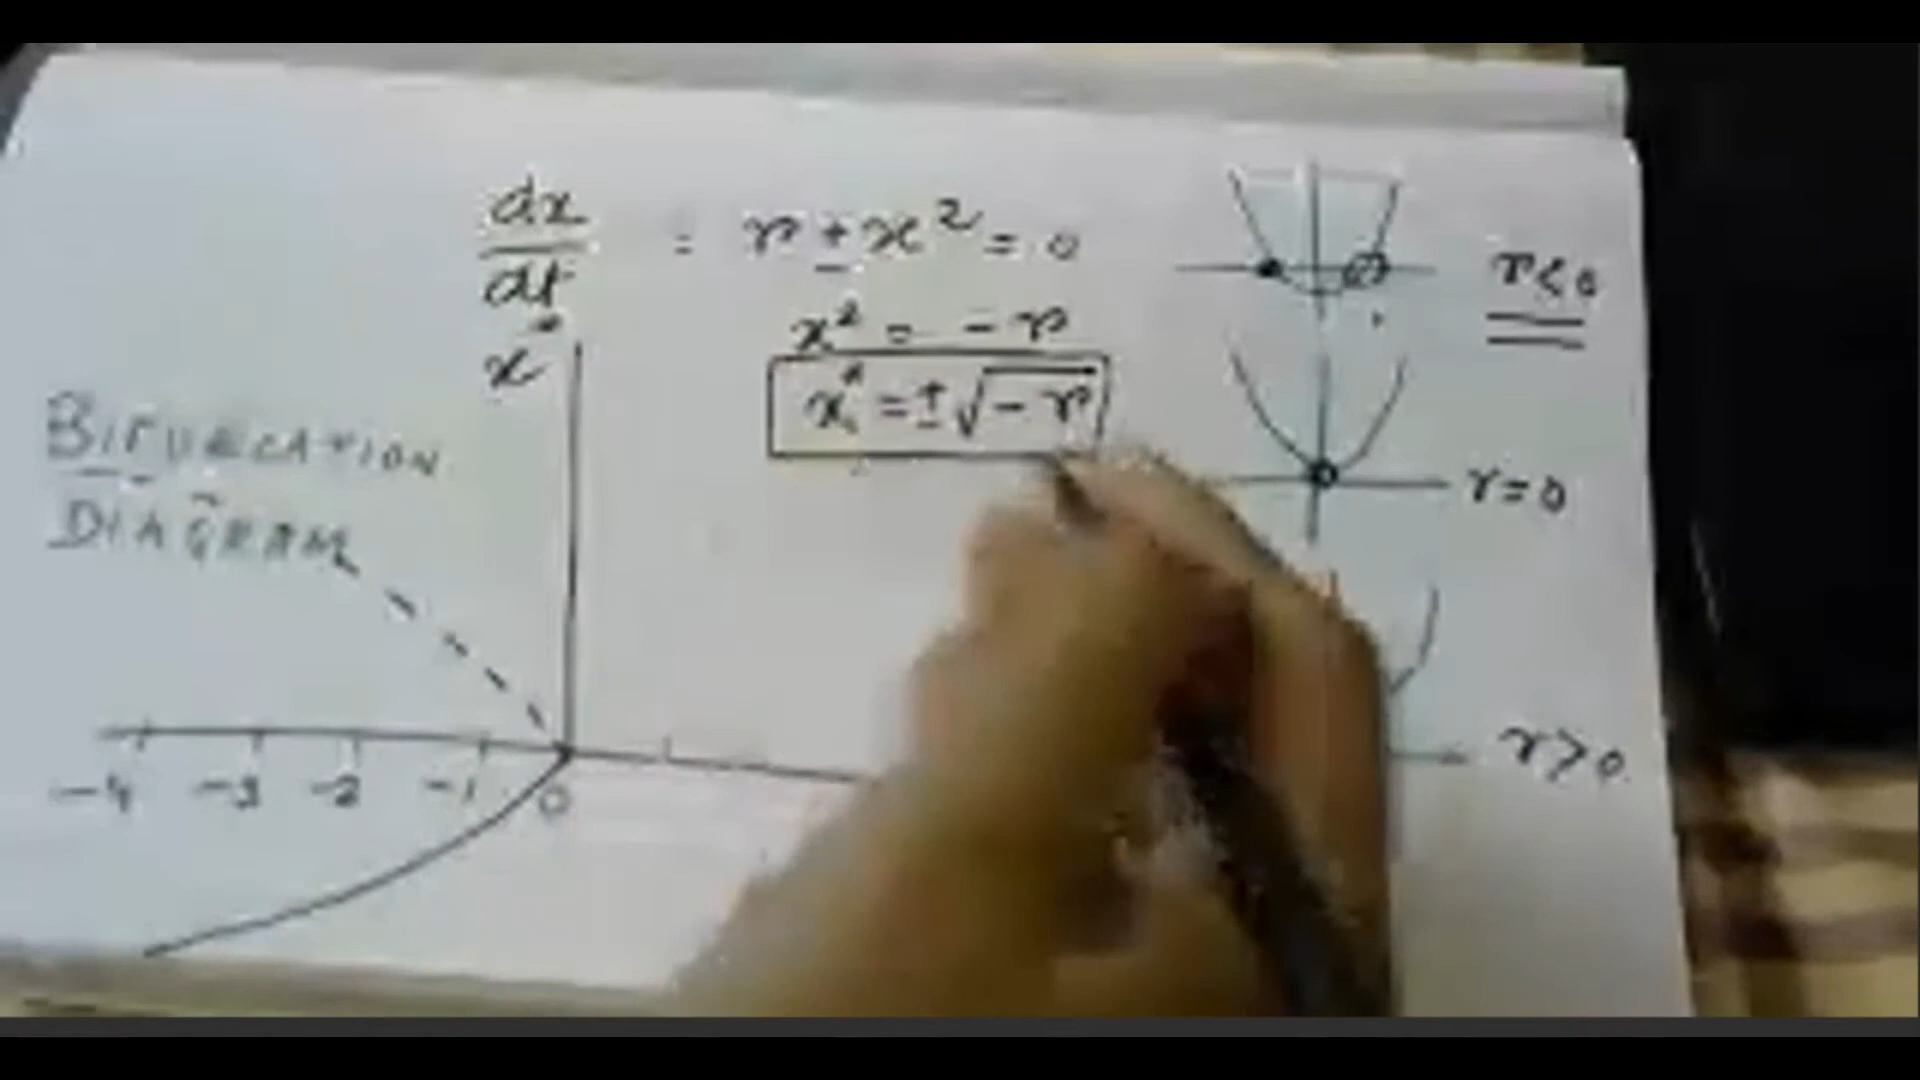 dx/dt = r + x² = 0
x² = -r
x* = ±√-r
x*
BIFURCATION
DIAGRAM
-4 -3 -2 -1 0
r<0
r=0
r>0